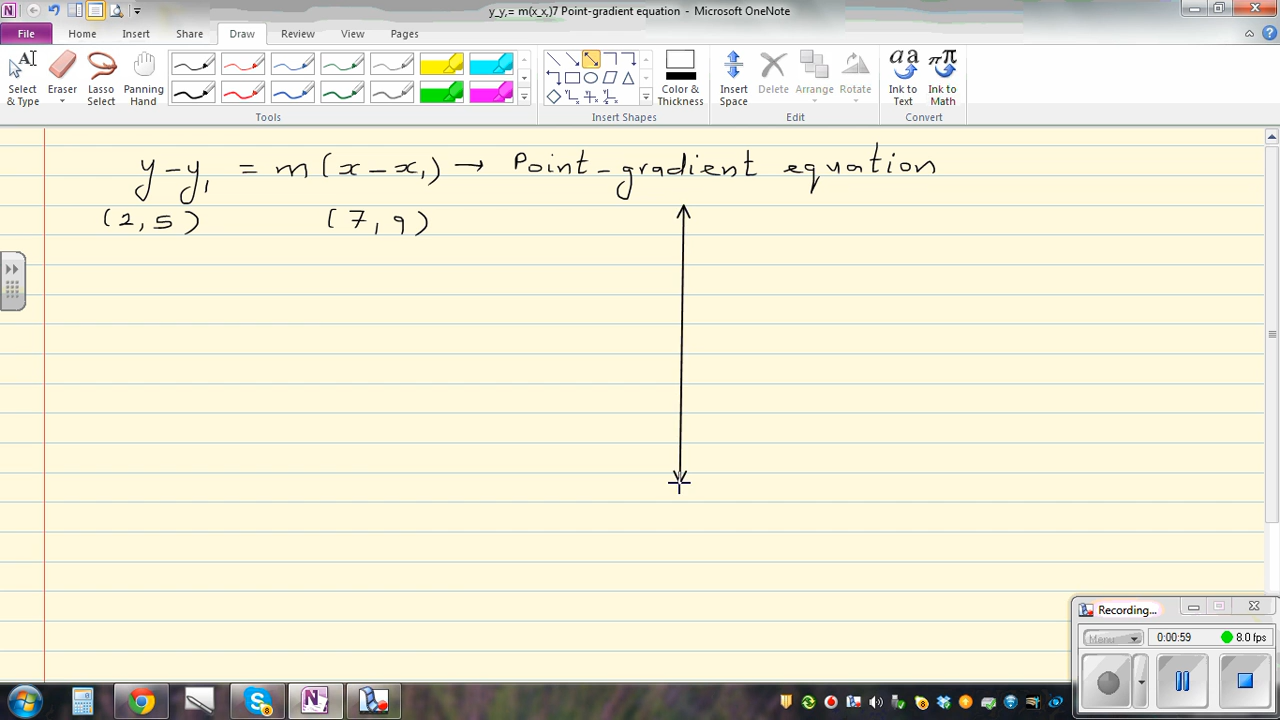 y_y,= m(x_x,)7 Point-gradient equation - Microsoft OneNote
File Home Insert Share Draw Review View Pages
Select & Type Eraser Lasso Select Panning Hand Color & Thickness Insert Space Delete Arrange Rotate Ink to Text Ink to Math
Tools Insert Shapes Edit Convert
y - y₁ = m(x - x₁) → Point-gradient equation
(2, 5) (7, 9)
Recording...
Menu 0:00:59 8.0 fps